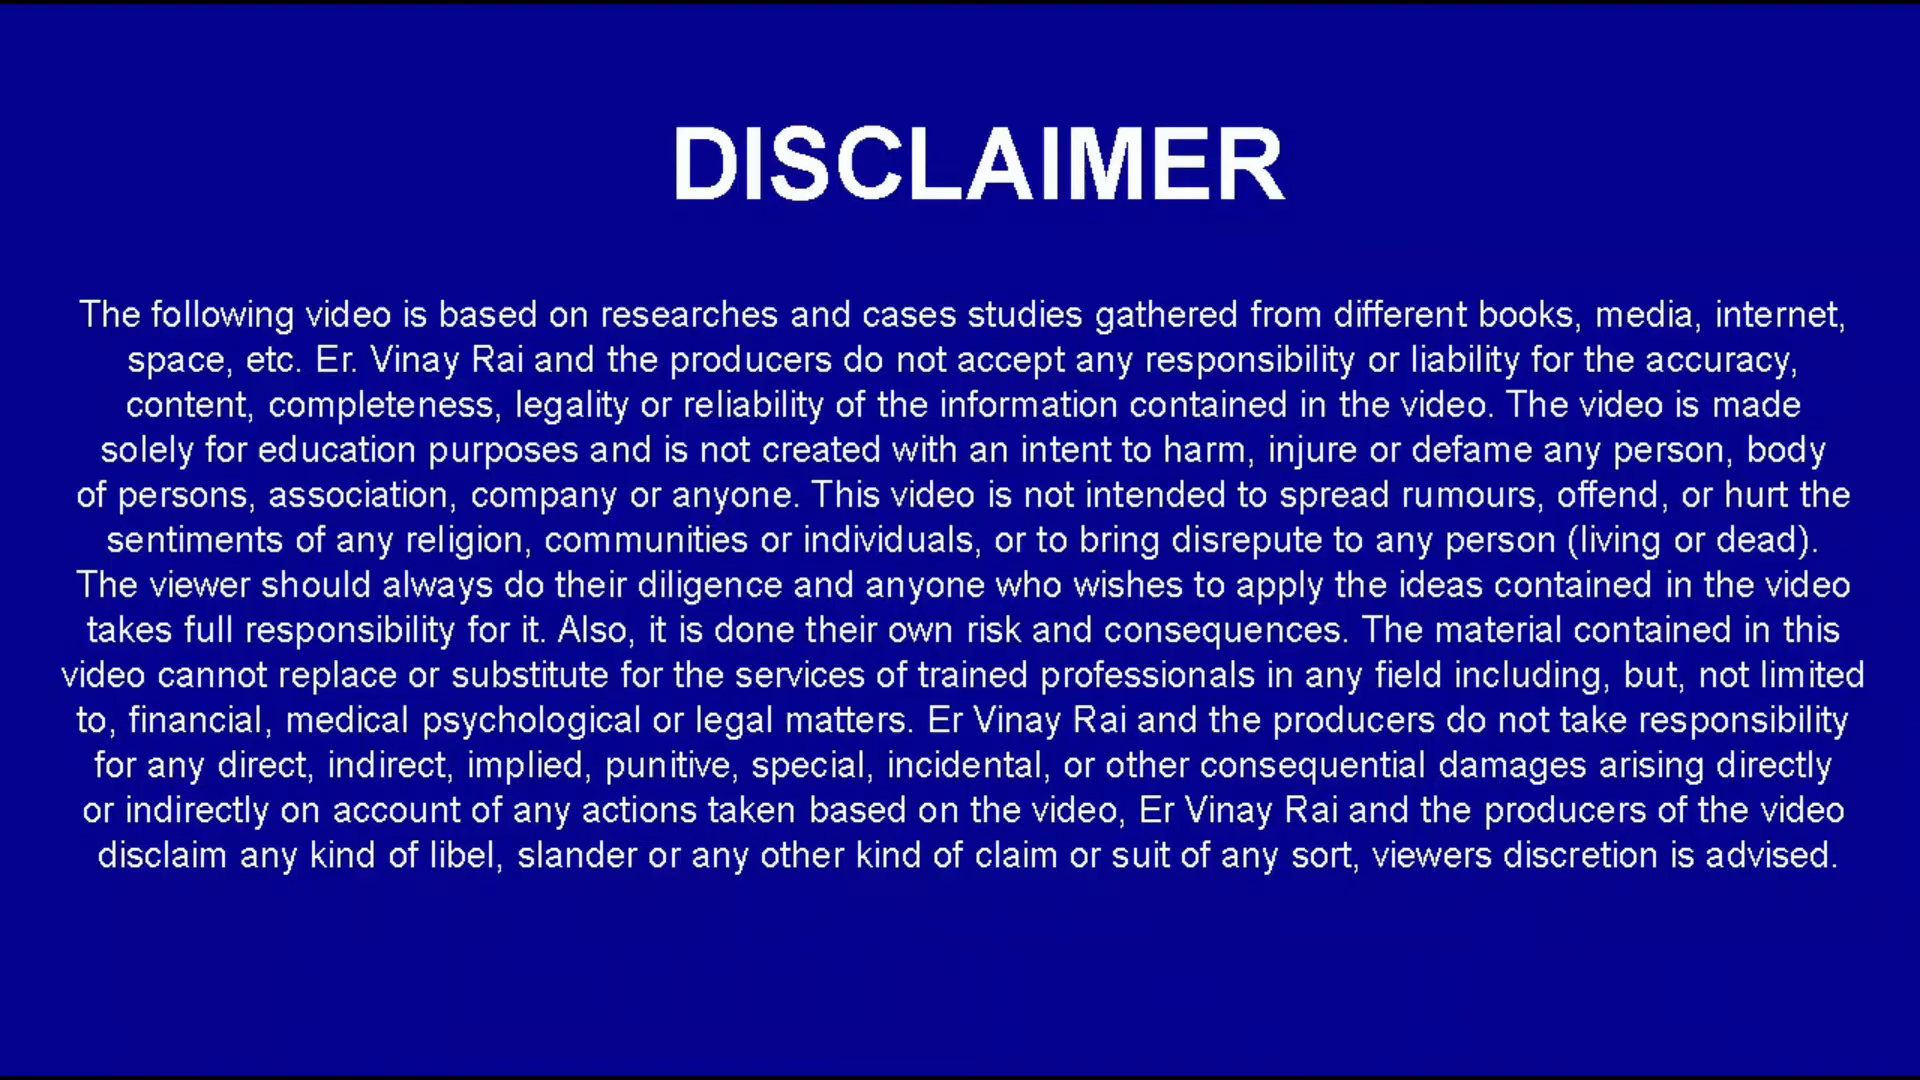 DISCLAIMER
The following video is based on researches and cases studies gathered from different books, media, internet,
space, etc. Er. Vinay Rai and the producers do not accept any responsibility or liability for the accuracy,
content, completeness, legality or reliability of the information contained in the video. The video is made
solely for education purposes and is not created with an intent to harm, injure or defame any person, body
of persons, association, company or anyone. This video is not intended to spread rumours, offend, or hurt the
sentiments of any religion, communities or individuals, or to bring disrepute to any person (living or dead).
The viewer should always do their diligence and anyone who wishes to apply the ideas contained in the video
takes full responsibility for it. Also, it is done their own risk and consequences. The material contained in this
video cannot replace or substitute for the services of trained professionals in any field including, but, not limited
to, financial, medical psychological or legal matters. Er Vinay Rai and the producers do not take responsibility
for any direct, indirect, implied, punitive, special, incidental, or other consequential damages arising directly
or indirectly on account of any actions taken based on the video, Er Vinay Rai and the producers of the video
disclaim any kind of libel, slander or any other kind of claim or suit of any sort, viewers discretion is advised.